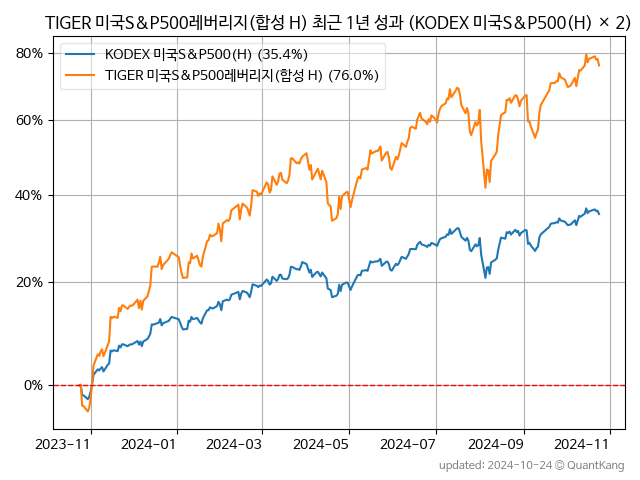 TIGER 미국S&P500레버리지(합성 H) 최근 1년 성과 (KODEX 미국S&P500(H) × 2)
KODEX 미국S&P500(H) (35.4%)
TIGER 미국S&P500레버리지(합성 H) (76.0%)
80%
60%
40%
20%
0%
2023-11 2024-01 2024-03 2024-05 2024-07 2024-09 2024-11
updated: 2024-10-24 © QuantKang